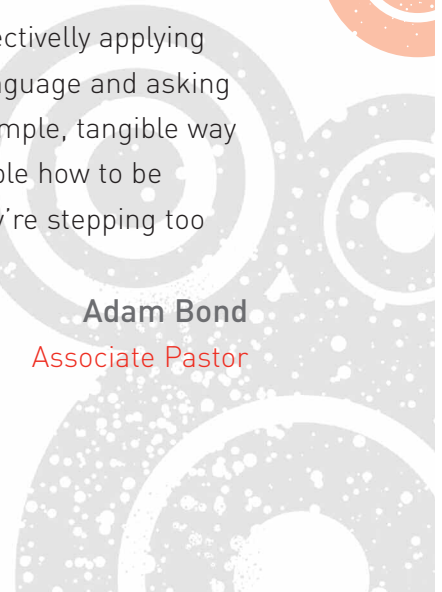 ectivelly applying
nguage and asking
mple, tangible way
ple how to be
y're stepping too
Adam Bond
Associate Pastor